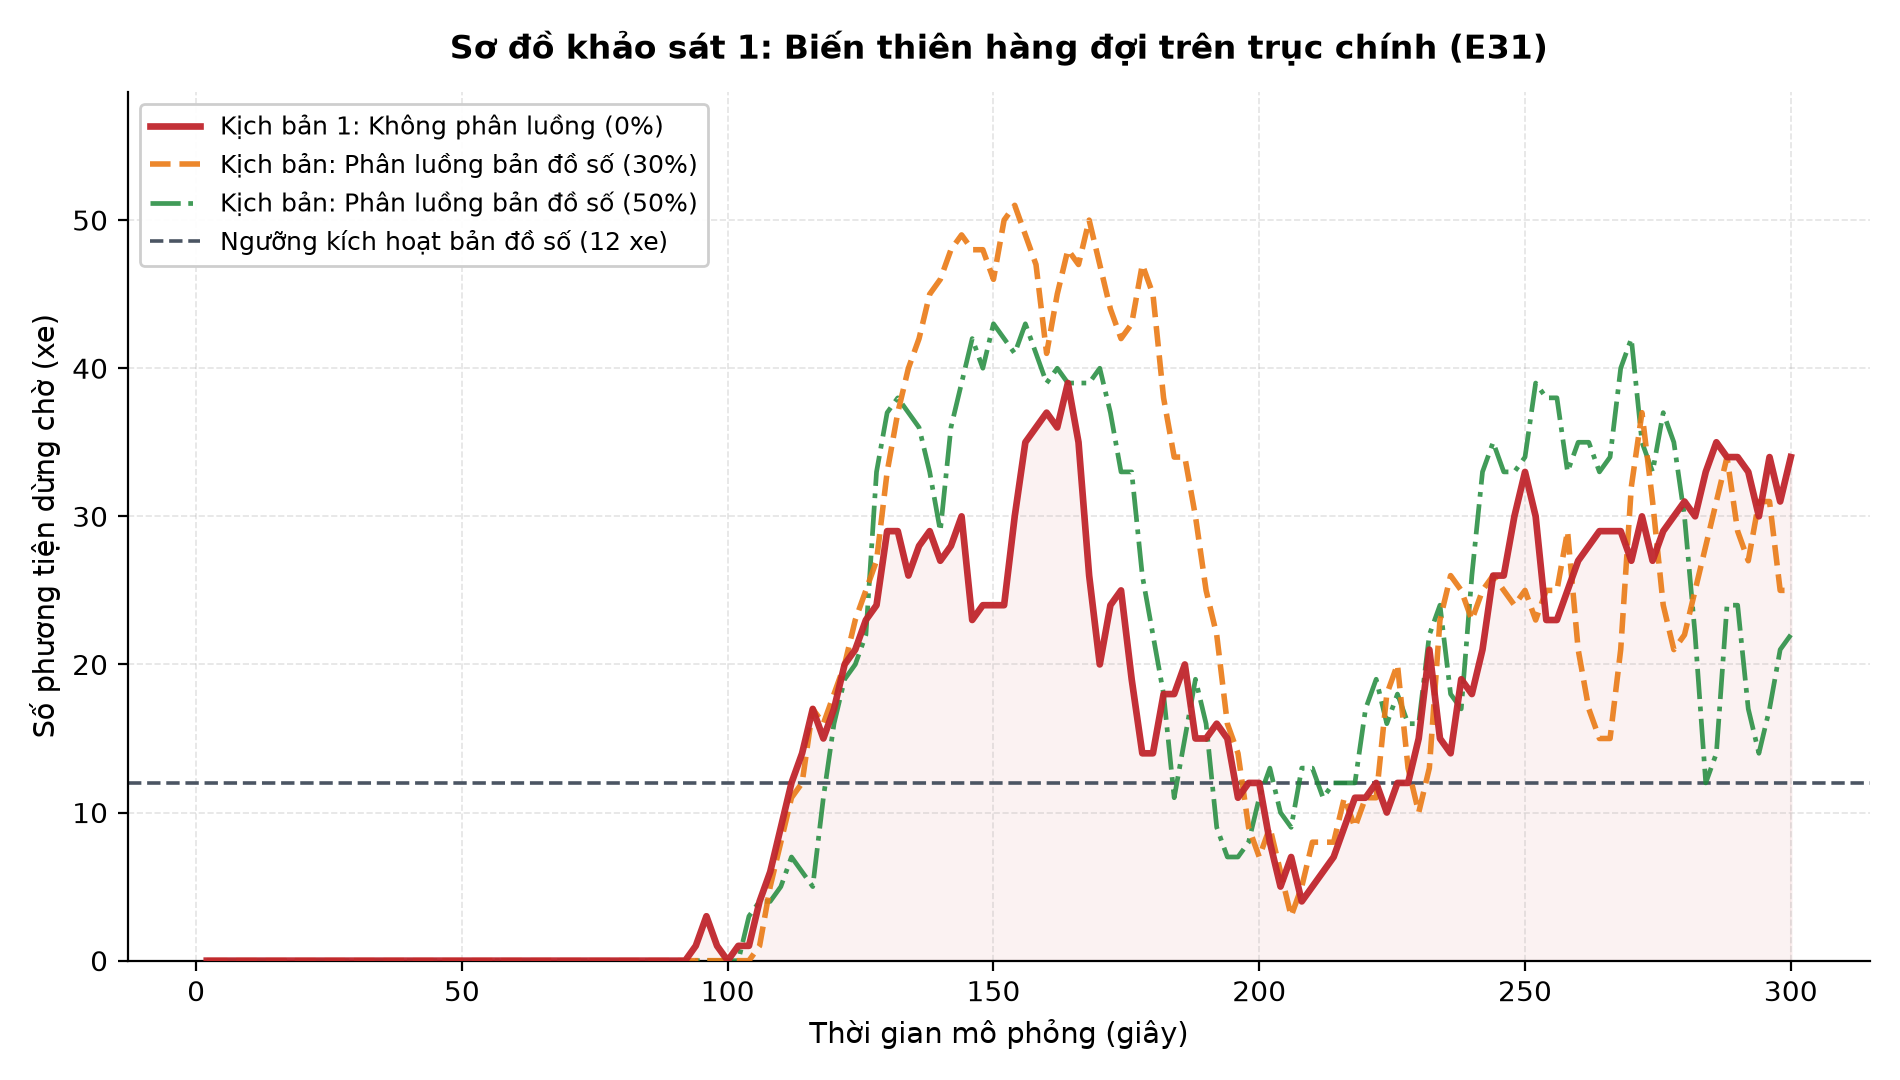 Sơ đồ khảo sát 1: Biến thiên hàng đợi trên trục chính (E31)
Kịch bản 1: Không phân luồng (0%)
Kịch bản: Phân luồng bản đồ số (30%)
Kịch bản: Phân luồng bản đồ số (50%)
Ngưỡng kích hoạt bản đồ số (12 xe)
Số phương tiện dừng chờ (xe)
50
40
30
20
10
0
0 50 100 150 200 250 300
Thời gian mô phỏng (giây)